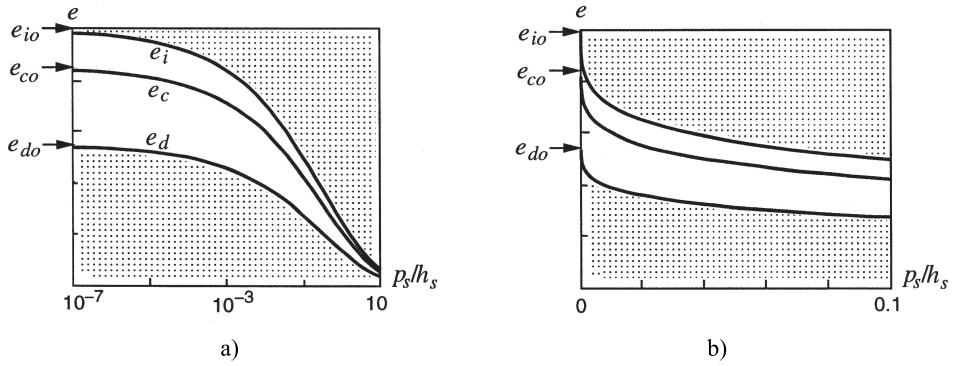 e
e_io
e_co
e_do
e_i
e_c
e_d
p_s/h_s
10^-7
10^-3
10
a)
e
e_io
e_co
e_do
p_s/h_s
0
0.1
b)